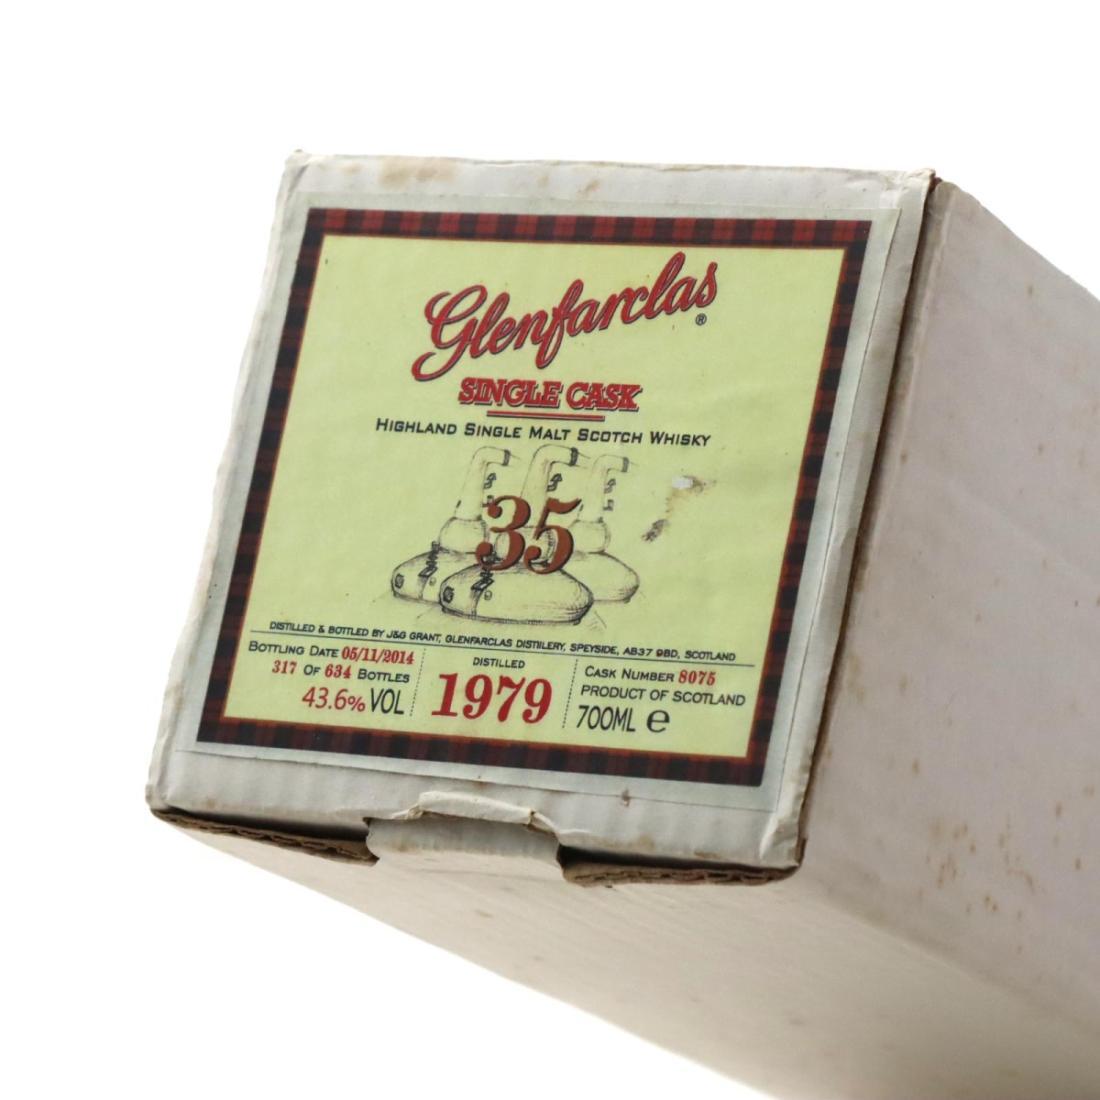 Glenfarclas ®
SINGLE CASK
HIGHLAND SINGLE MALT SCOTCH WHISKY
35
DISTILLED & BOTTLED BY J&G GRANT, GLENFARCLAS DISTILERY, SPEYSIDE, AB37 9BD, SCOTLAND
BOTTLING DATE 05/11/2014
317 OF 634 BOTTLES
43.6% VOL
DISTILLED
1979
CASK NUMBER 8075
PRODUCT OF SCOTLAND
700ML e